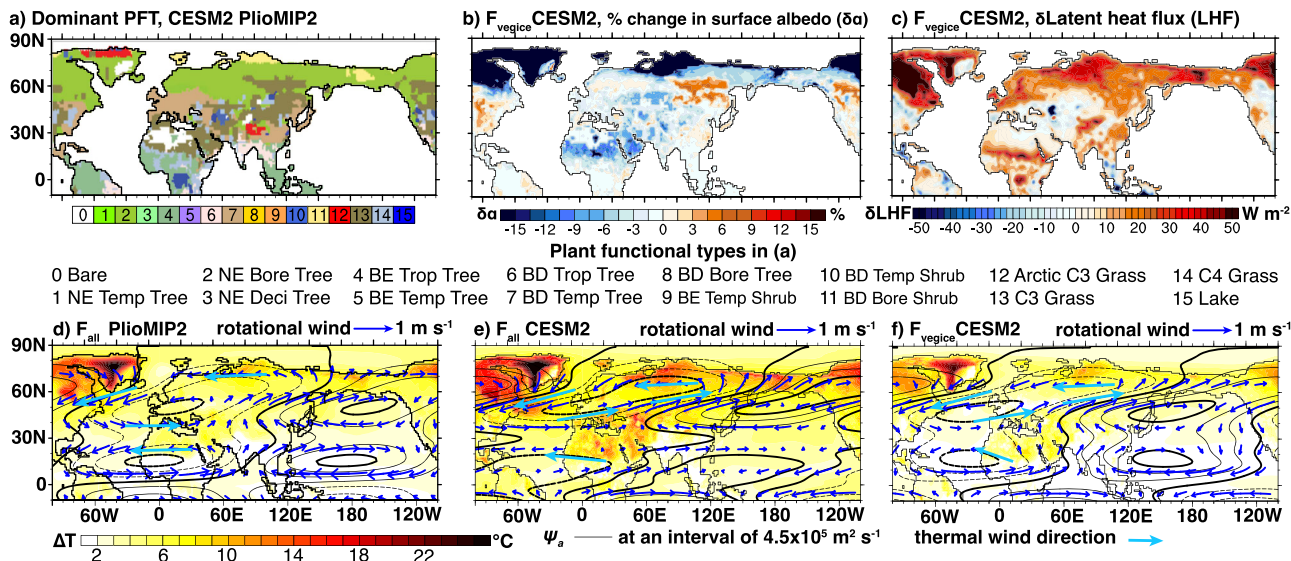 a) Dominant PFT, CESM2 PlioMIP2
b) FvegiceCESM2, % change in surface albedo (δα)
c) FvegiceCESM2, δLatent heat flux (LHF)
90N
60N
30N
0
0 1 2 3 4 5 6 7 8 9 10 11 12 13 14 15
δα -15 -12 -9 -6 -3 0 3 6 9 12 15 %
δLHF -50 -40 -30 -20 -10 0 10 20 30 40 50 W m-2
Plant functional types in (a)
0 Bare 2 NE Bore Tree 4 BE Trop Tree 6 BD Trop Tree 8 BD Bore Tree 10 BD Temp Shrub 12 Arctic C3 Grass 14 C4 Grass
1 NE Temp Tree 3 NE Deci Tree 5 BE Temp Tree 7 BD Temp Tree 9 BE Temp Shrub 11 BD Bore Shrub 13 C3 Grass 15 Lake
d) Fall PlioMIP2 rotational wind 1 m s-1
e) Fall CESM2 rotational wind 1 m s-1
f) FvegiceCESM2 rotational wind 1 m s-1
90N
60N
30N
0
60W 0 60E 120E 180 120W
60W 0 60E 120E 180 120W
60W 0 60E 120E 180 120W
ΔT 2 6 10 14 18 22 °C
ψa at an interval of 4.5x10⁵ m² s-1
thermal wind direction